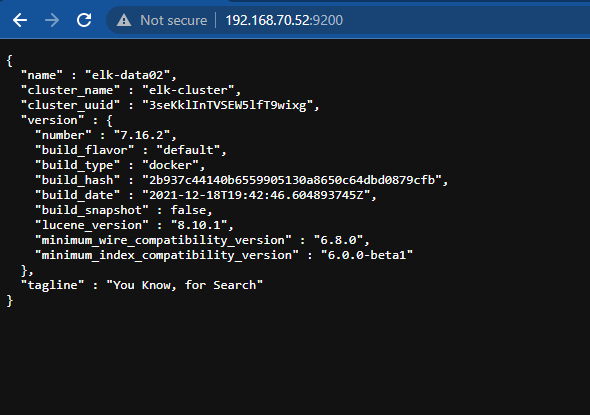 Not secure | 192.168.70.52:9200
{
  "name" : "elk-data02",
  "cluster_name" : "elk-cluster",
  "cluster_uuid" : "3seKklInTVSEW5lfT9wixg",
  "version" : {
    "number" : "7.16.2",
    "build_flavor" : "default",
    "build_type" : "docker",
    "build_hash" : "2b937c44140b6559905130a8650c64dbd0879cfb",
    "build_date" : "2021-12-18T19:42:46.604893745Z",
    "build_snapshot" : false,
    "lucene_version" : "8.10.1",
    "minimum_wire_compatibility_version" : "6.8.0",
    "minimum_index_compatibility_version" : "6.0.0-beta1"
  },
  "tagline" : "You Know, for Search"
}